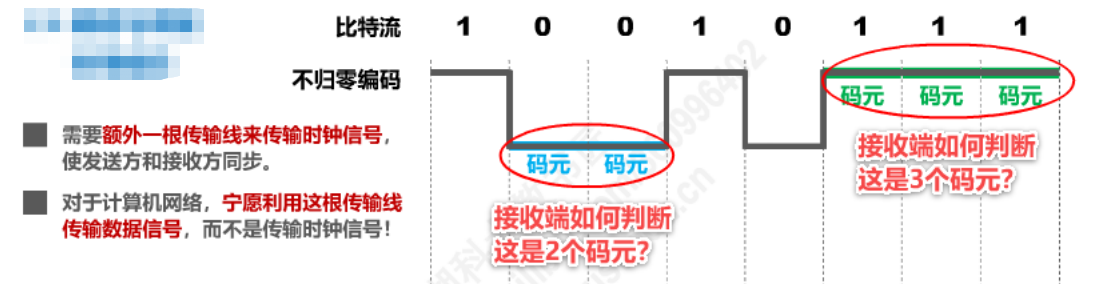 比特流 1 0 0 1 0 1 1 1
不归零编码
码元 码元 码元
需要额外一根传输线来传输时钟信号，
使发送方和接收方同步。
对于计算机网络，宁愿利用这根传输线
传输数据信号，而不是传输时钟信号！
码元 码元
接收端如何判断
这是2个码元？
接收端如何判断
这是3个码元？